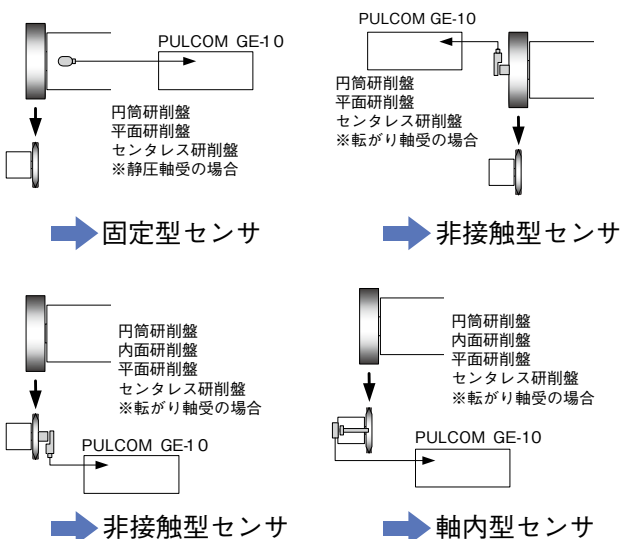 PULCOM GE-10
円筒研削盤
平面研削盤
センタレス研削盤
※静圧軸受の場合
固定型センサ
PULCOM GE-10
円筒研削盤
平面研削盤
センタレス研削盤
※転がり軸受の場合
非接触型センサ
円筒研削盤
内面研削盤
平面研削盤
センタレス研削盤
※転がり軸受の場合
PULCOM GE-10
非接触型センサ
円筒研削盤
内面研削盤
平面研削盤
センタレス研削盤
※転がり軸受の場合
PULCOM GE-10
軸内型センサ